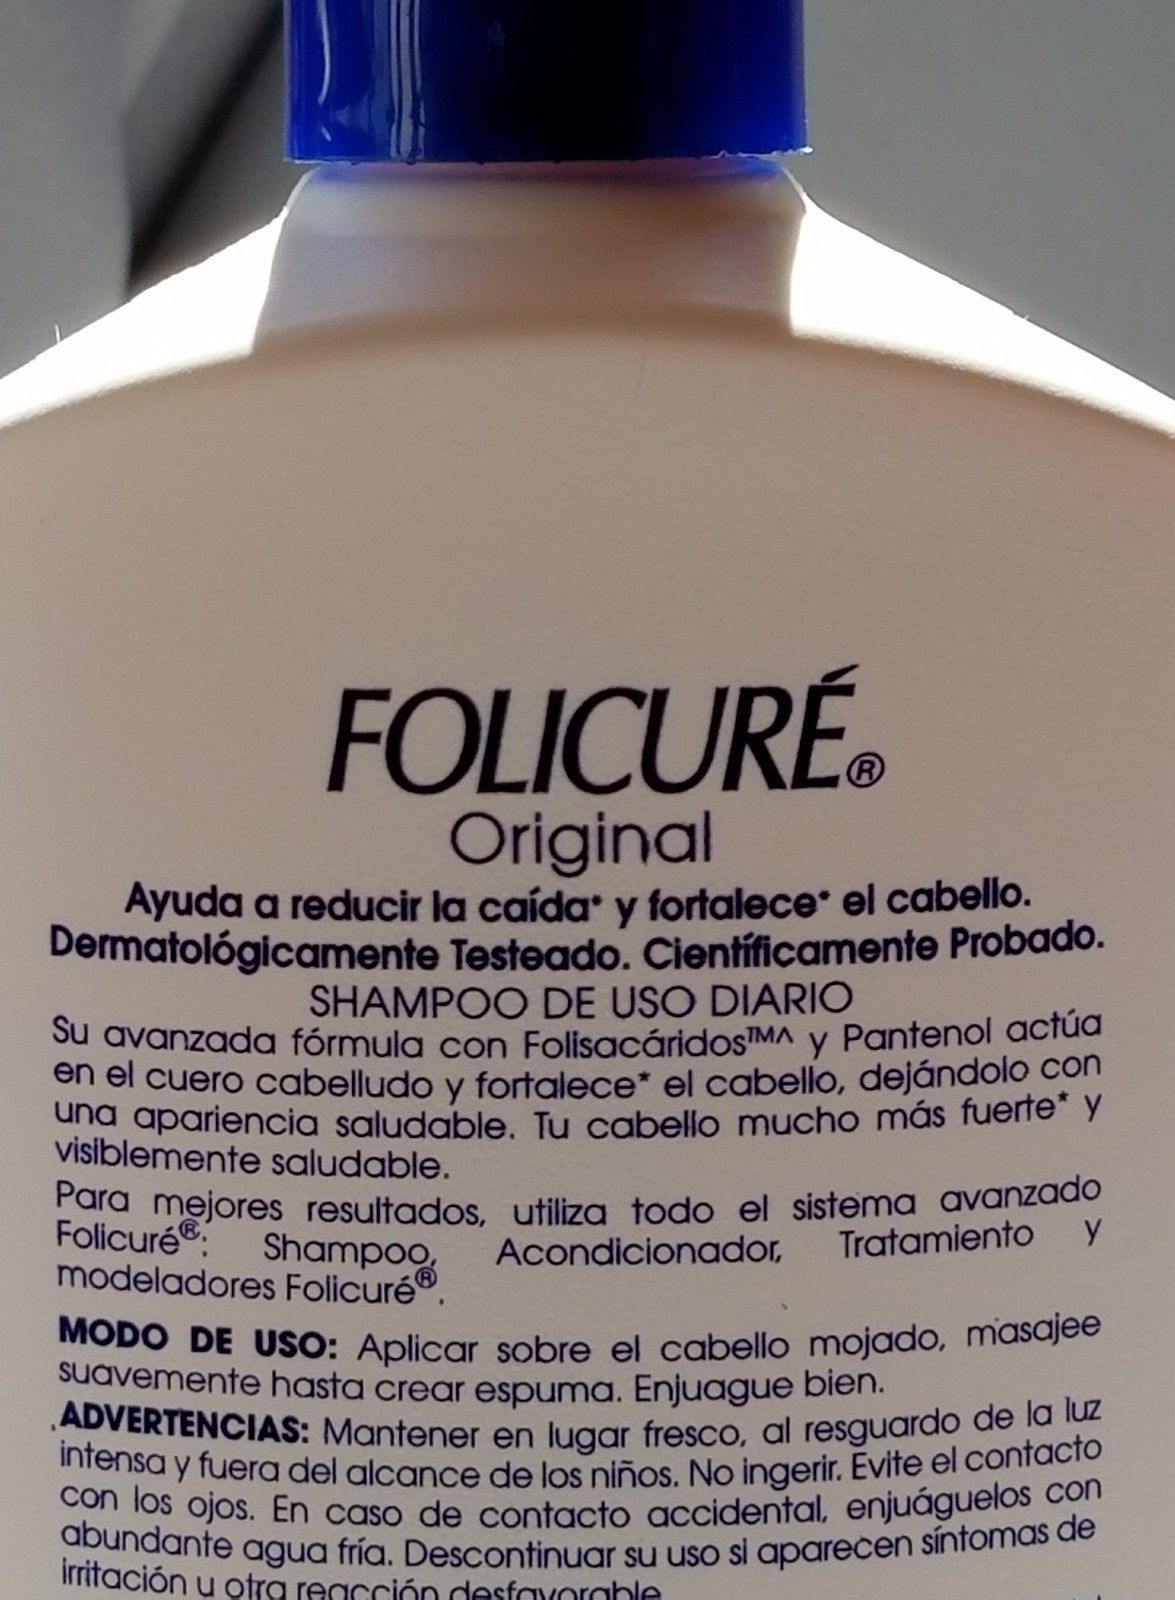 FOLICURÉ®
Original
Ayuda a reducir la caída* y fortalece* el cabello.
Dermatológicamente Testeado. Científicamente Probado.
SHAMPOO DE USO DIARIO
Su avanzada fórmula con Folisacáridos™^ y Pantenol actúa
en el cuero cabelludo y fortalece* el cabello, dejándolo con
una apariencia saludable. Tu cabello mucho más fuerte* y
visiblemente saludable.
Para mejores resultados, utiliza todo el sistema avanzado
Folicuré®: Shampoo, Acondicionador, Tratamiento y
modeladores Folicuré®.
MODO DE USO: Aplicar sobre el cabello mojado, masajee
suavemente hasta crear espuma. Enjuague bien.
ADVERTENCIAS: Mantener en lugar fresco, al resguardo de la luz
intensa y fuera del alcance de los niños. No ingerir. Evite el contacto
con los ojos. En caso de contacto accidental, enjuáguelos con
abundante agua fría. Descontinuar su uso si aparecen síntomas de
irritación u otra reacción desfavorable